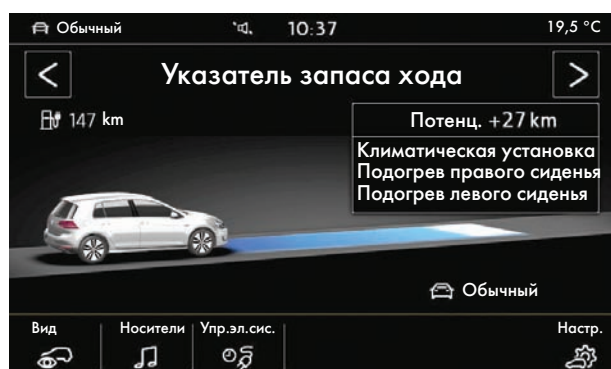 Обычный 10:37 19,5 °C
Указатель запаса хода
147 km
Потенц. +27 km
Климатическая установка
Подогрев правого сиденья
Подогрев левого сиденья
Обычный
Вид Носители Упр.эл.сис. Настр.